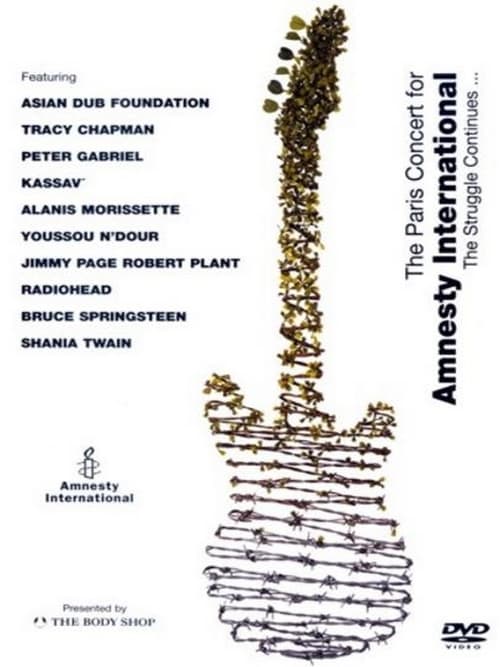 Featuring
ASIAN DUB FOUNDATION
TRACY CHAPMAN
PETER GABRIEL
KASSAV'
ALANIS MORISSETTE
YOUSSOU N'DOUR
JIMMY PAGE ROBERT PLANT
RADIOHEAD
BRUCE SPRINGSTEEN
SHANIA TWAIN
The Paris Concert for
Amnesty International
The Struggle Continues ...
Amnesty
International
Presented by
THE BODY SHOP
DVD
VIDEO